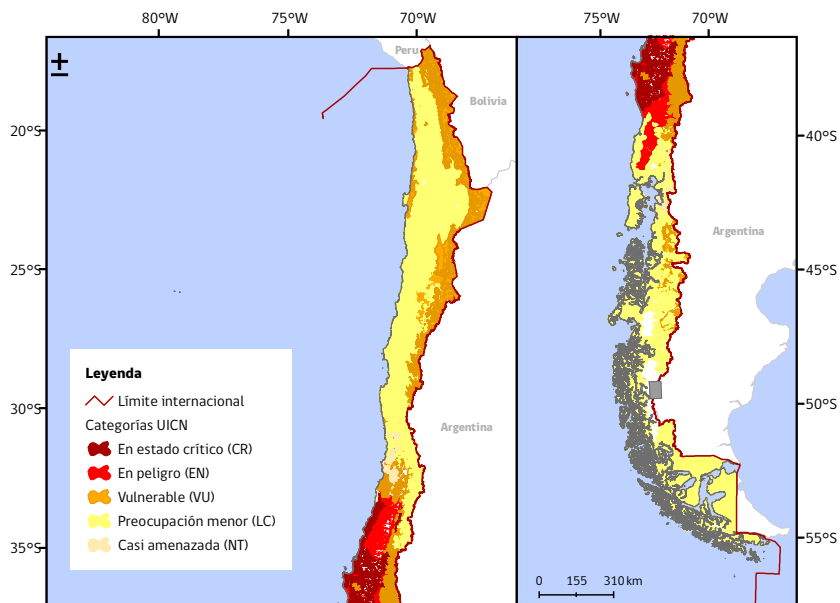 80°W 75°W 70°W 75°W 70°W
Peru
Bolivia
20°S
40°S
Argentina
25°S
45°S
Leyenda
Límite internacional
Categorías UICN
En estado crítico (CR)
En peligro (EN)
Vulnerable (VU)
Preocupación menor (LC)
Casi amenazada (NT)
30°S
50°S
Argentina
35°S
55°S
0 155 310 km